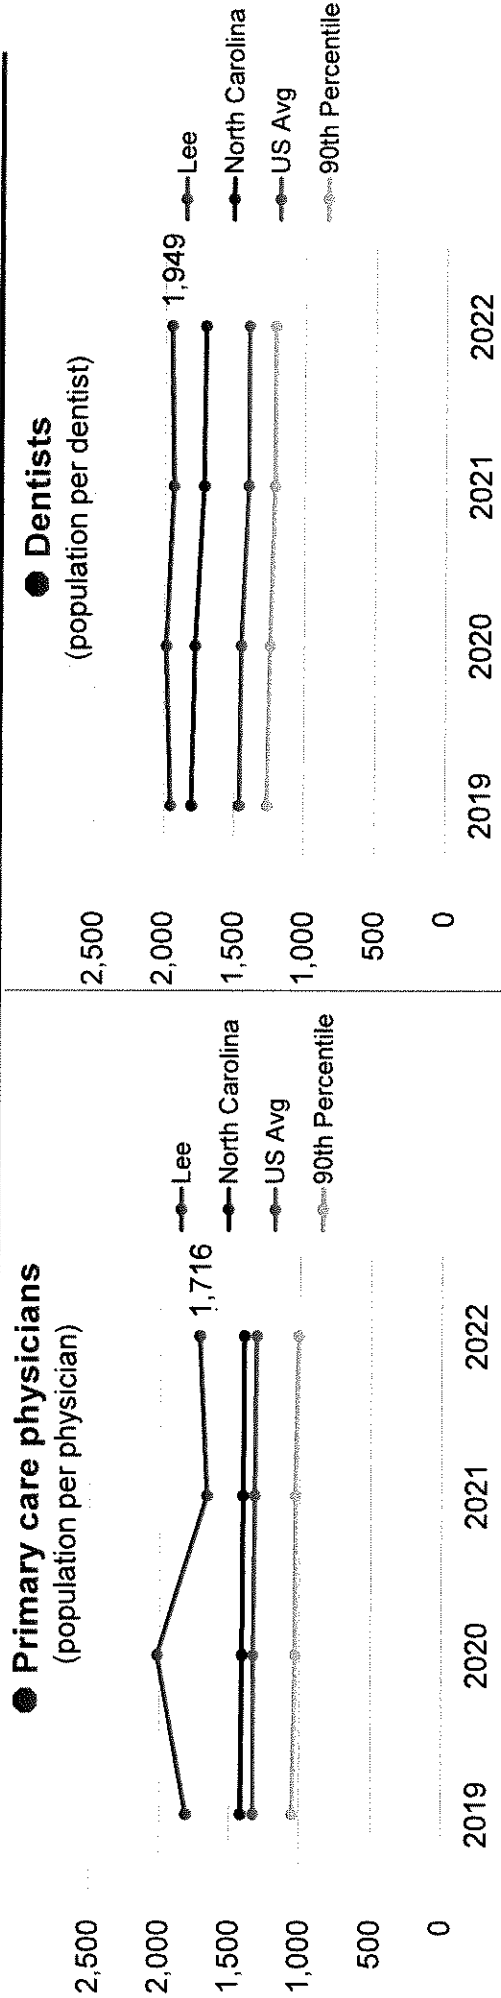 Primary care physicians
(population per physician)
2,500
2,000
1,500
1,000
500
0
2019
2020
2021
2022
1,716
Lee
North Carolina
US Avg
90th Percentile
Dentists
(population per dentist)
2,500
2,000
1,500
1,000
500
0
2019
2020
2021
2022
1,949
Lee
North Carolina
US Avg
90th Percentile